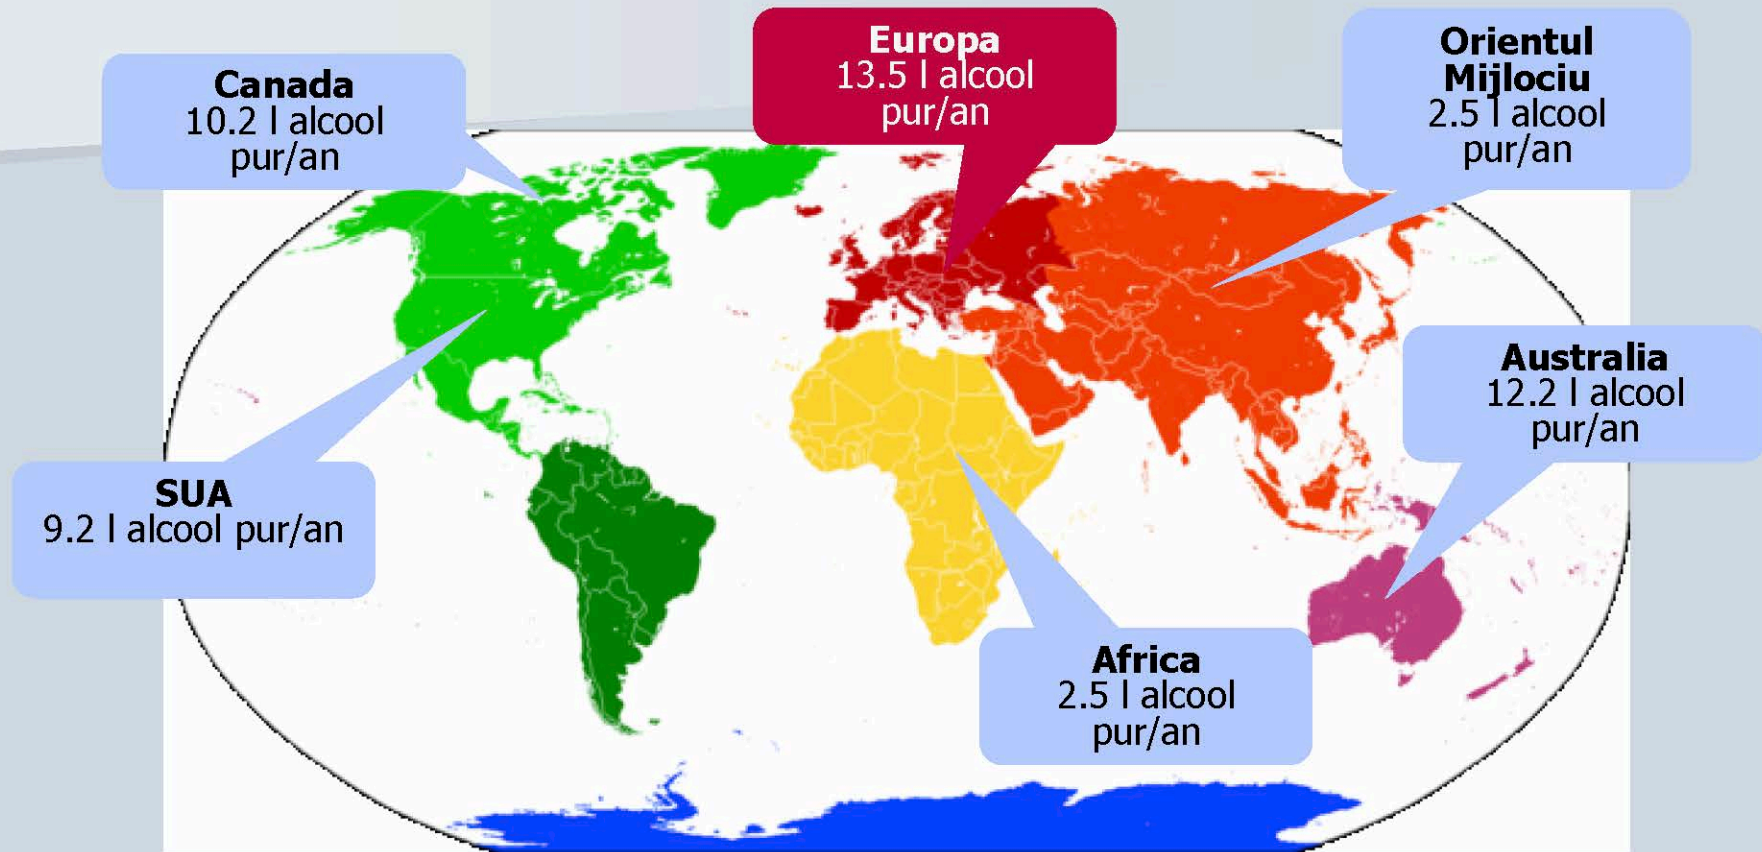 Canada
10.2 l alcool
pur/an
Europa
13.5 l alcool
pur/an
Orientul
Mijlociu
2.5 l alcool
pur/an
SUA
9.2 l alcool pur/an
Australia
12.2 l alcool
pur/an
Africa
2.5 l alcool
pur/an